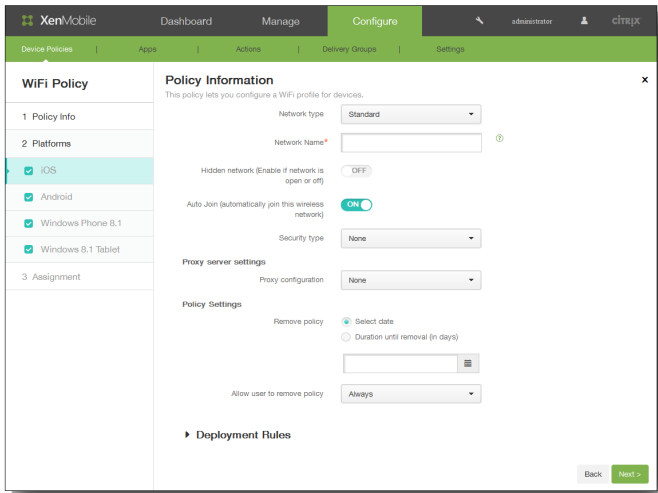 XenMobile Dashboard Manage Configure administrator CITRIX
Device Policies | Apps | Actions | Delivery Groups | Settings
WiFi Policy
1 Policy Info
2 Platforms
iOS
Android
Windows Phone 8.1
Windows 8.1 Tablet
3 Assignment
Policy Information x
This policy lets you configure a WiFi profile for devices.
Network type Standard
Network Name* ?
Hidden network (Enable if network is OFF
open or off)
Auto Join (automatically join this wireless ON
network)
Security type None
Proxy server settings
Proxy configuration None
Policy Settings
Remove policy Select date
Duration until removal (in days)
Allow user to remove policy Always
Deployment Rules
Back Next >